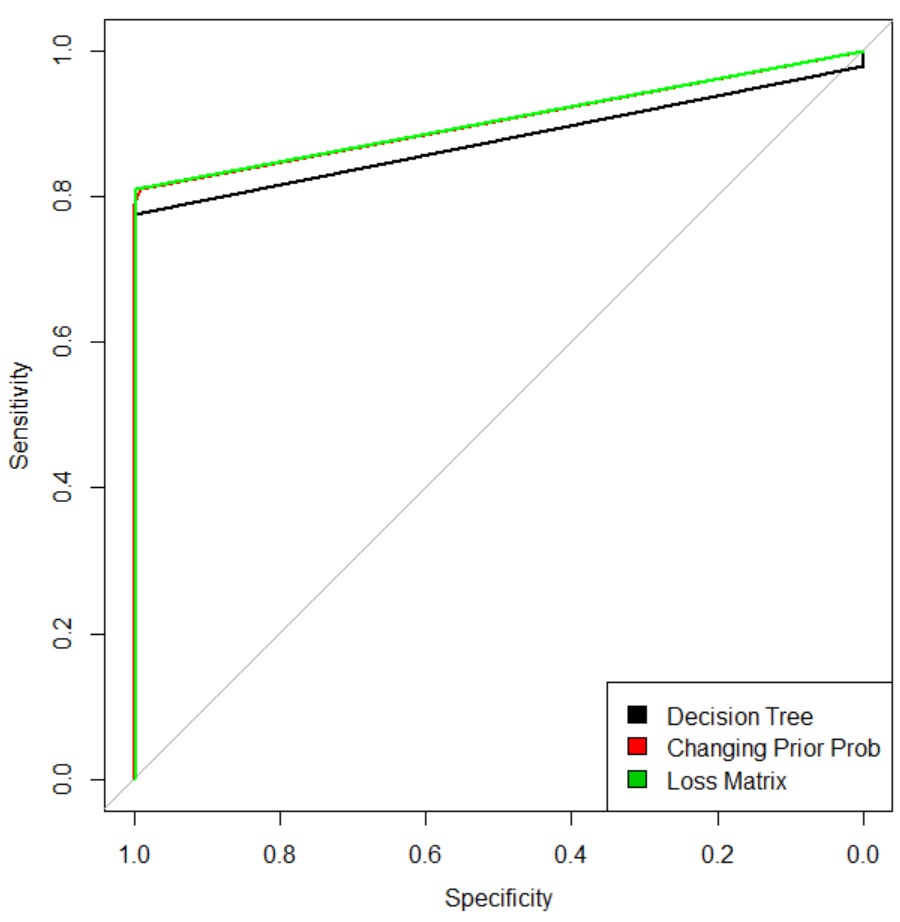 1.0
0.8
0.6
0.4
0.2
0.0
Sensitivity
1.0 0.8 0.6 0.4 0.2 0.0
Specificity
Decision Tree
Changing Prior Prob
Loss Matrix